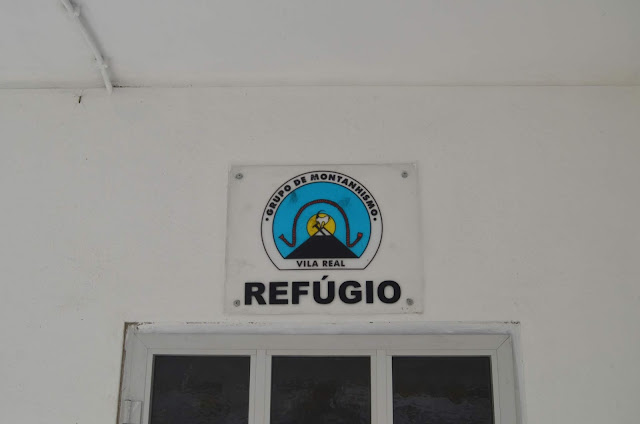 • GRUPO DE MONTANHISMO •
VILA REAL
REFÚGIO